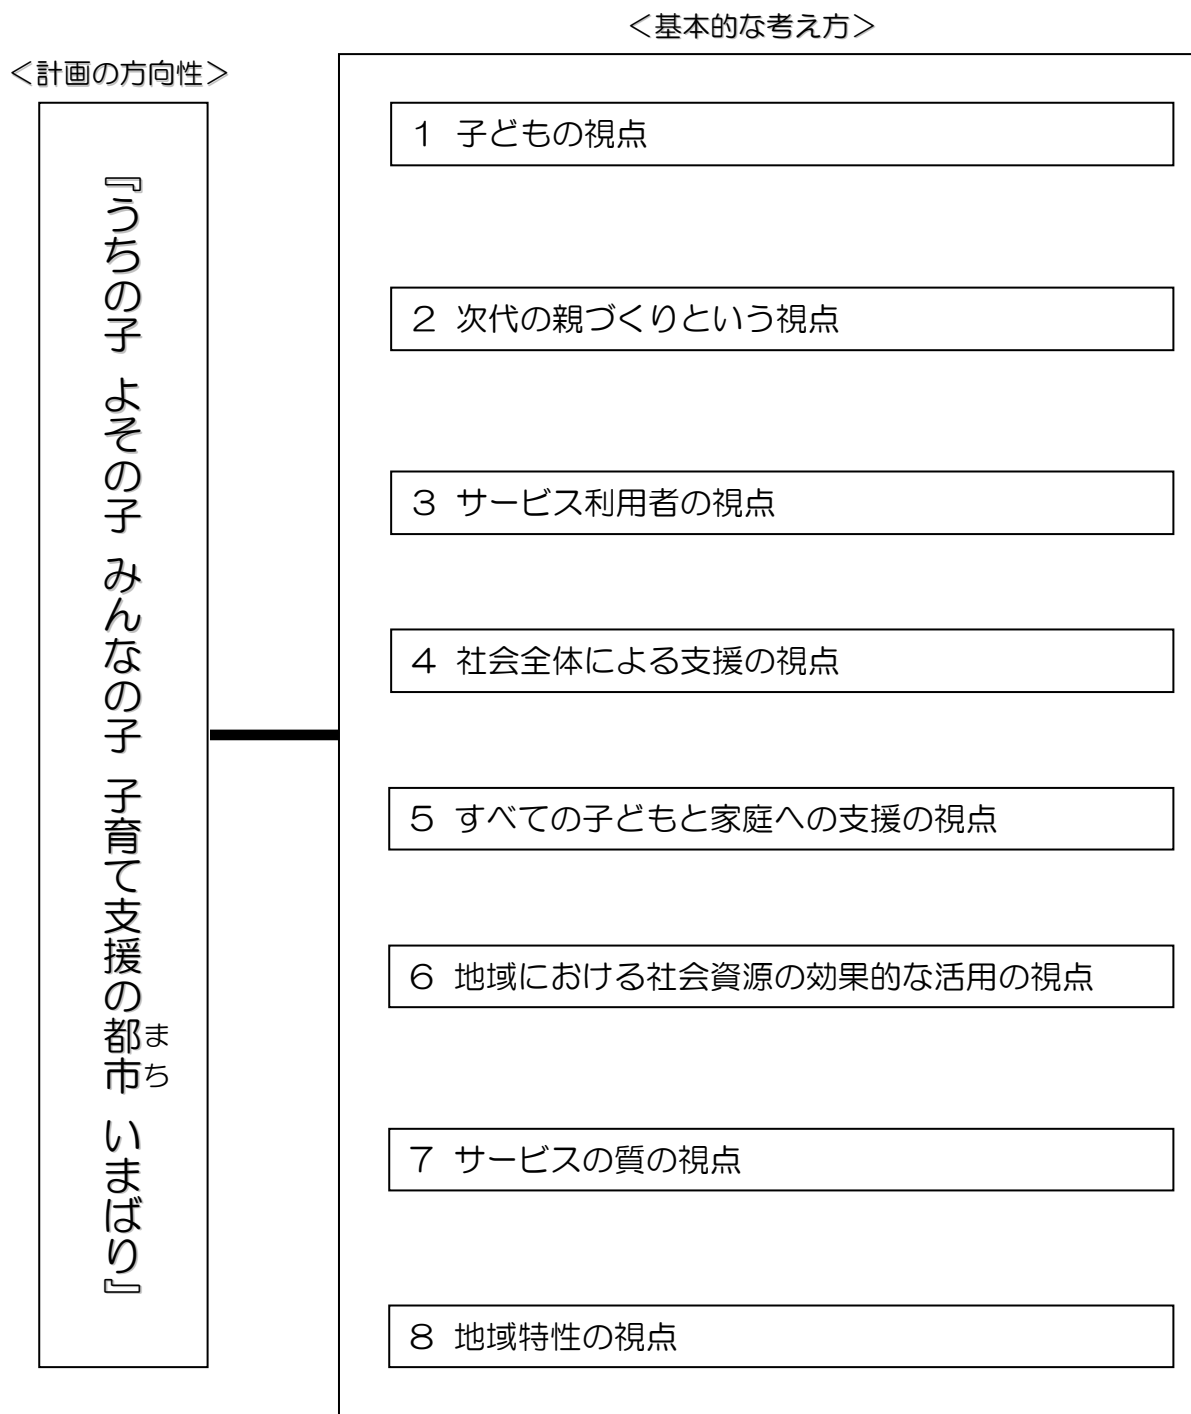 ＜基本的な考え方＞
＜計画の方向性＞
『うちの子 よその子 みんなの子 子育て支援の都市 いまばり』
まち
１ 子どもの視点
２ 次代の親づくりという視点
３ サービス利用者の視点
４ 社会全体による支援の視点
５ すべての子どもと家庭への支援の視点
６ 地域における社会資源の効果的な活用の視点
７ サービスの質の視点
８ 地域特性の視点